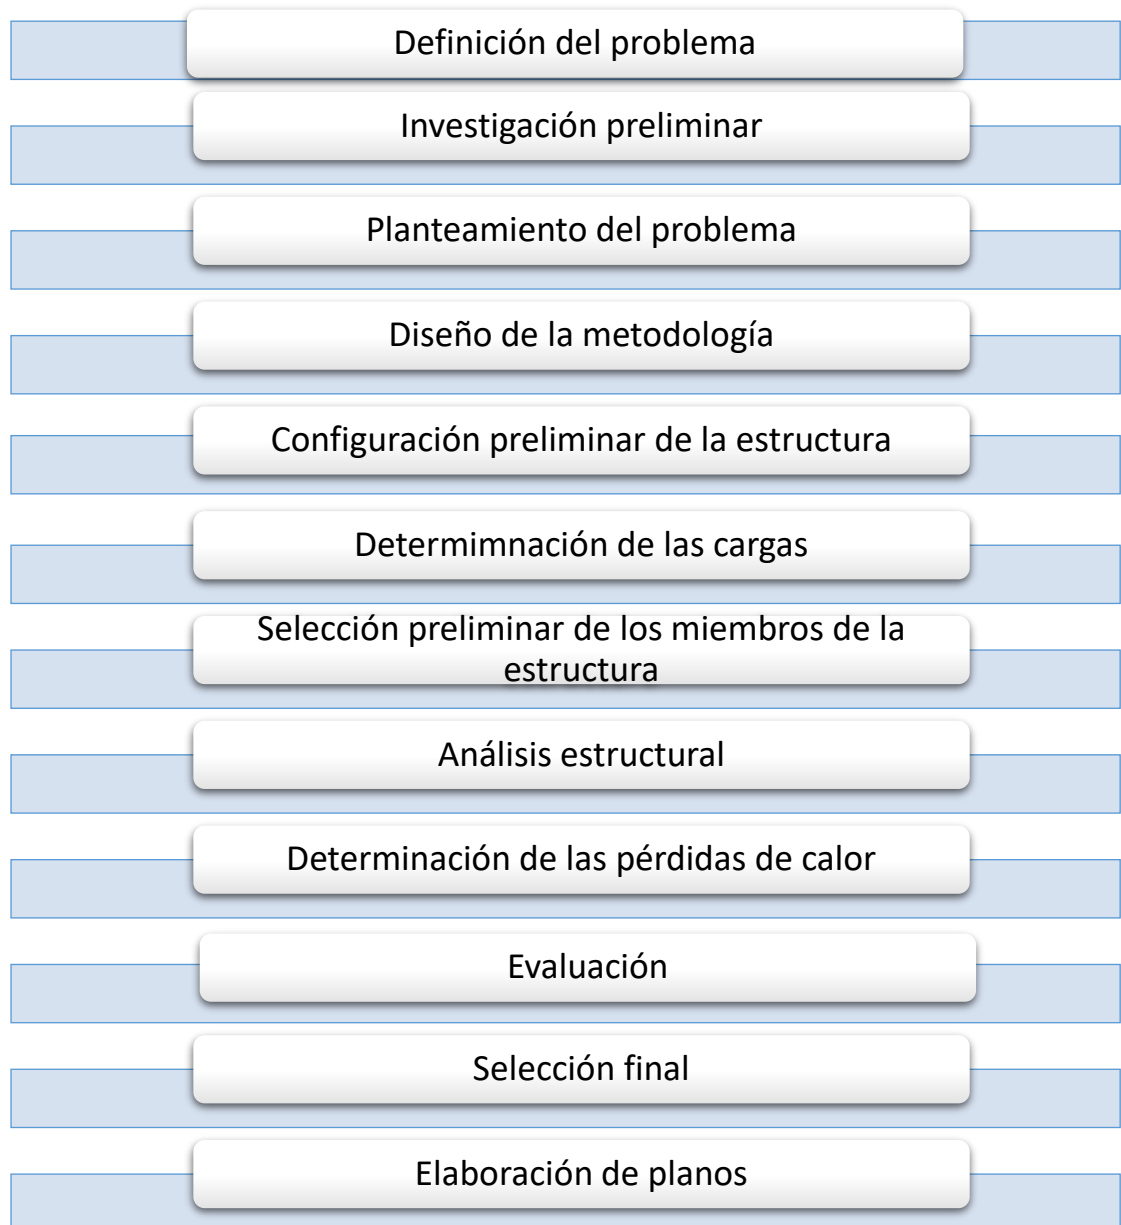 Definición del problema
Investigación preliminar
Planteamiento del problema
Diseño de la metodología
Configuración preliminar de la estructura
Determimnación de las cargas
Selección preliminar de los miembros de la
estructura
Análisis estructural
Determinación de las pérdidas de calor
Evaluación
Selección final
Elaboración de planos